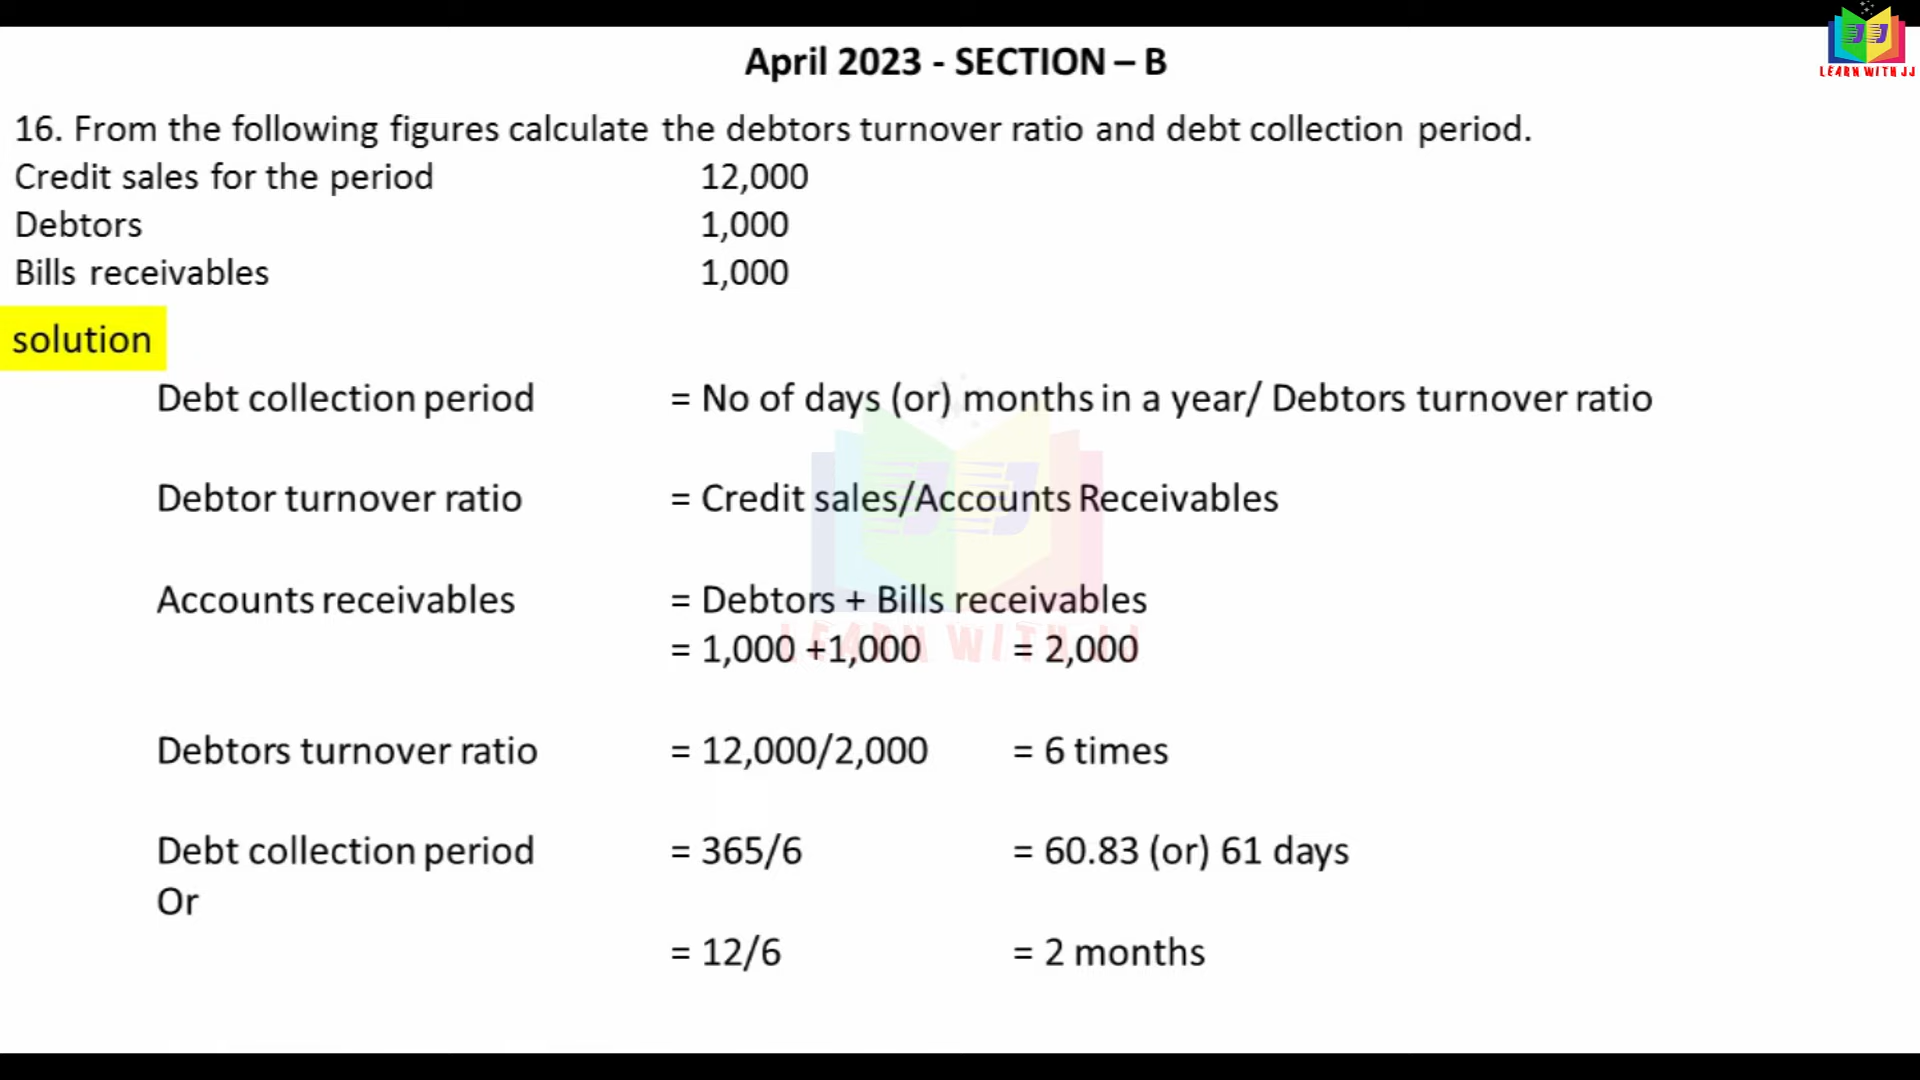 April 2023 - SECTION – B
LEARN WITH JJ
16. From the following figures calculate the debtors turnover ratio and debt collection period.
Credit sales for the period 12,000
Debtors 1,000
Bills receivables 1,000
solution
Debt collection period = No of days (or) months in a year/ Debtors turnover ratio
Debtor turnover ratio = Credit sales/Accounts Receivables
Accounts receivables = Debtors + Bills receivables
= 1,000 +1,000 = 2,000
LEARN WITH JJ
Debtors turnover ratio = 12,000/2,000 = 6 times
Debt collection period = 365/6 = 60.83 (or) 61 days
Or
= 12/6 = 2 months